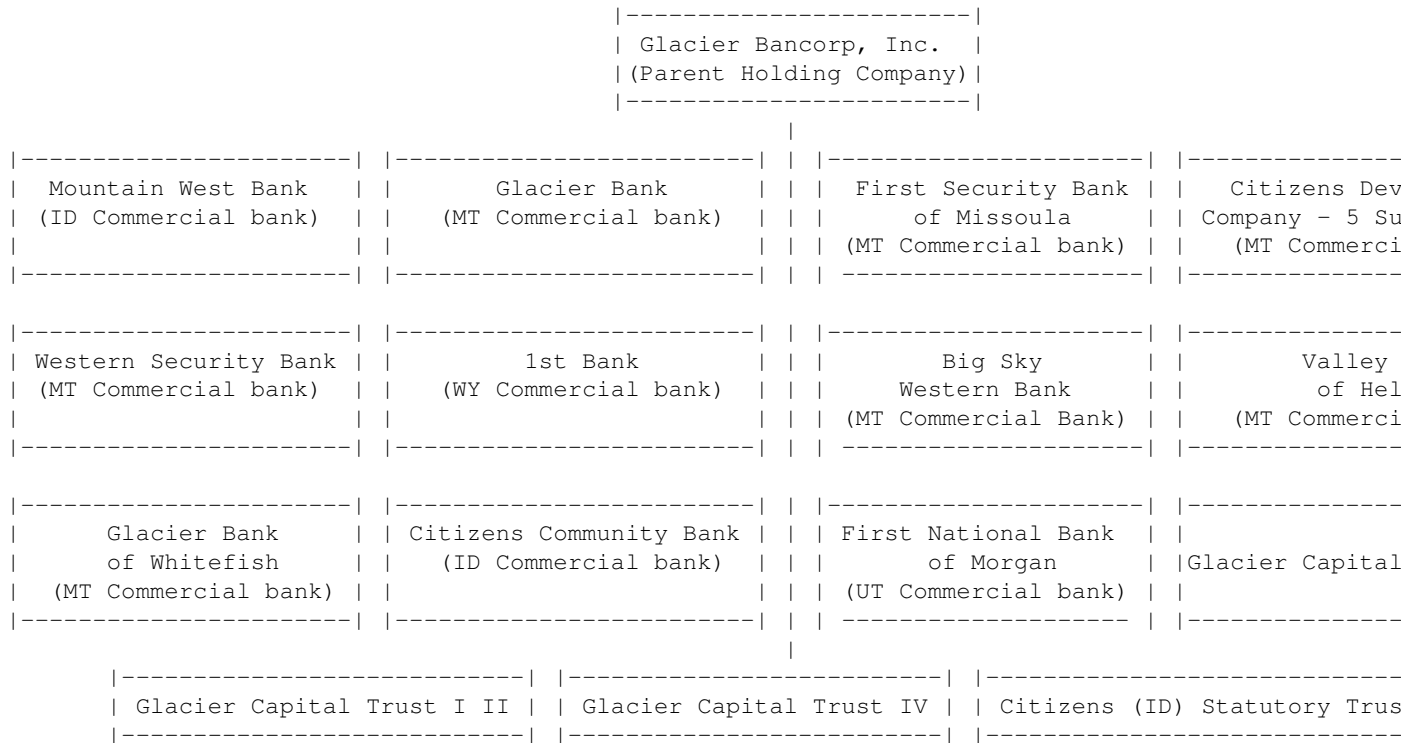 Glacier Bancorp, Inc.
(Parent Holding Company)
Mountain West Bank
(ID Commercial bank)
Glacier Bank
(MT Commercial bank)
First Security Bank
of Missoula
(MT Commercial bank)
Citizens Dev
Company - 5 Su
(MT Commerci
Western Security Bank
(MT Commercial bank)
1st Bank
(WY Commercial bank)
Big Sky
Western Bank
(MT Commercial Bank)
Valley
of Hel
(MT Commerci
Glacier Bank
of Whitefish
(MT Commercial bank)
Citizens Community Bank
(ID Commercial bank)
First National Bank
of Morgan
(UT Commercial bank)
Glacier Capital
Glacier Capital Trust I II
Glacier Capital Trust IV
Citizens (ID) Statutory Trus